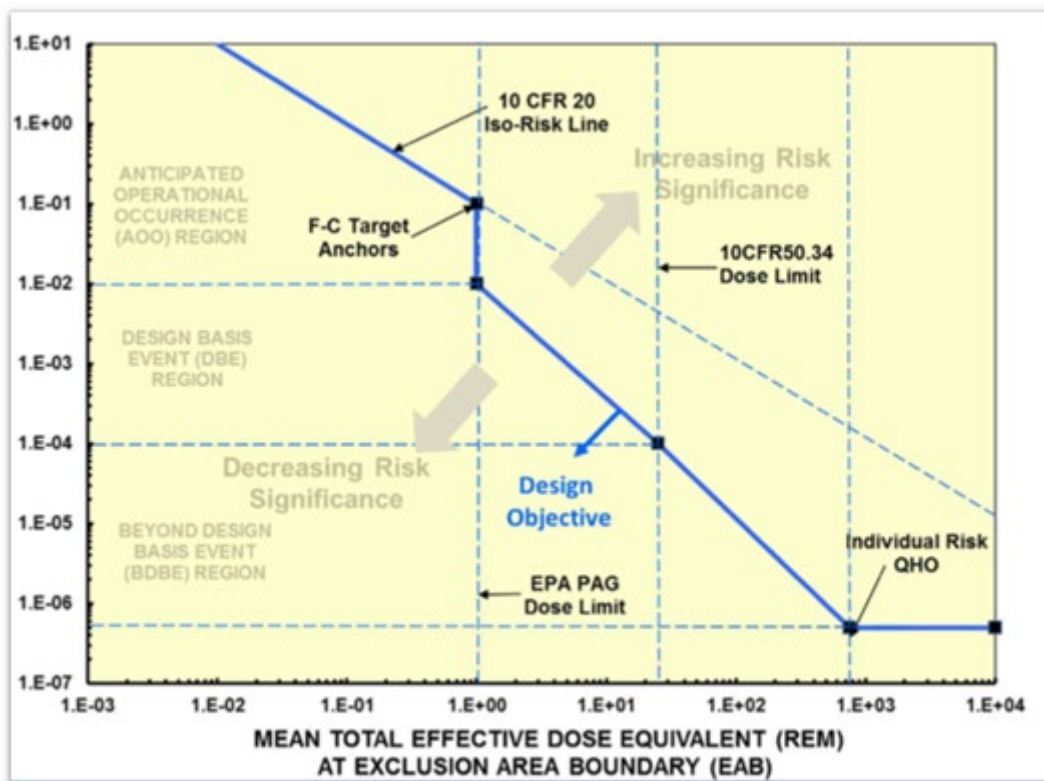 1.E+01
1.E+00
1.E-01
1.E-02
1.E-03
1.E-04
1.E-05
1.E-06
1.E-07
10 CFR 20
Iso-Risk Line
Increasing Risk
Significance
ANTICIPATED
OPERATIONAL
OCCURRENCE
(AOO) REGION
F-C Target
Anchors
10CFR50.34
Dose Limit
DESIGN BASIS
EVENT (DBE)
REGION
Decreasing Risk
Significance
Design
Objective
BEYOND DESIGN
BASIS EVENT
(BDBE) REGION
EPA PAG
Dose Limit
Individual Risk
QHO
1.E-03 1.E-02 1.E-01 1.E+00 1.E+01 1.E+02 1.E+03 1.E+04
MEAN TOTAL EFFECTIVE DOSE EQUIVALENT (REM)
AT EXCLUSION AREA BOUNDARY (EAB)